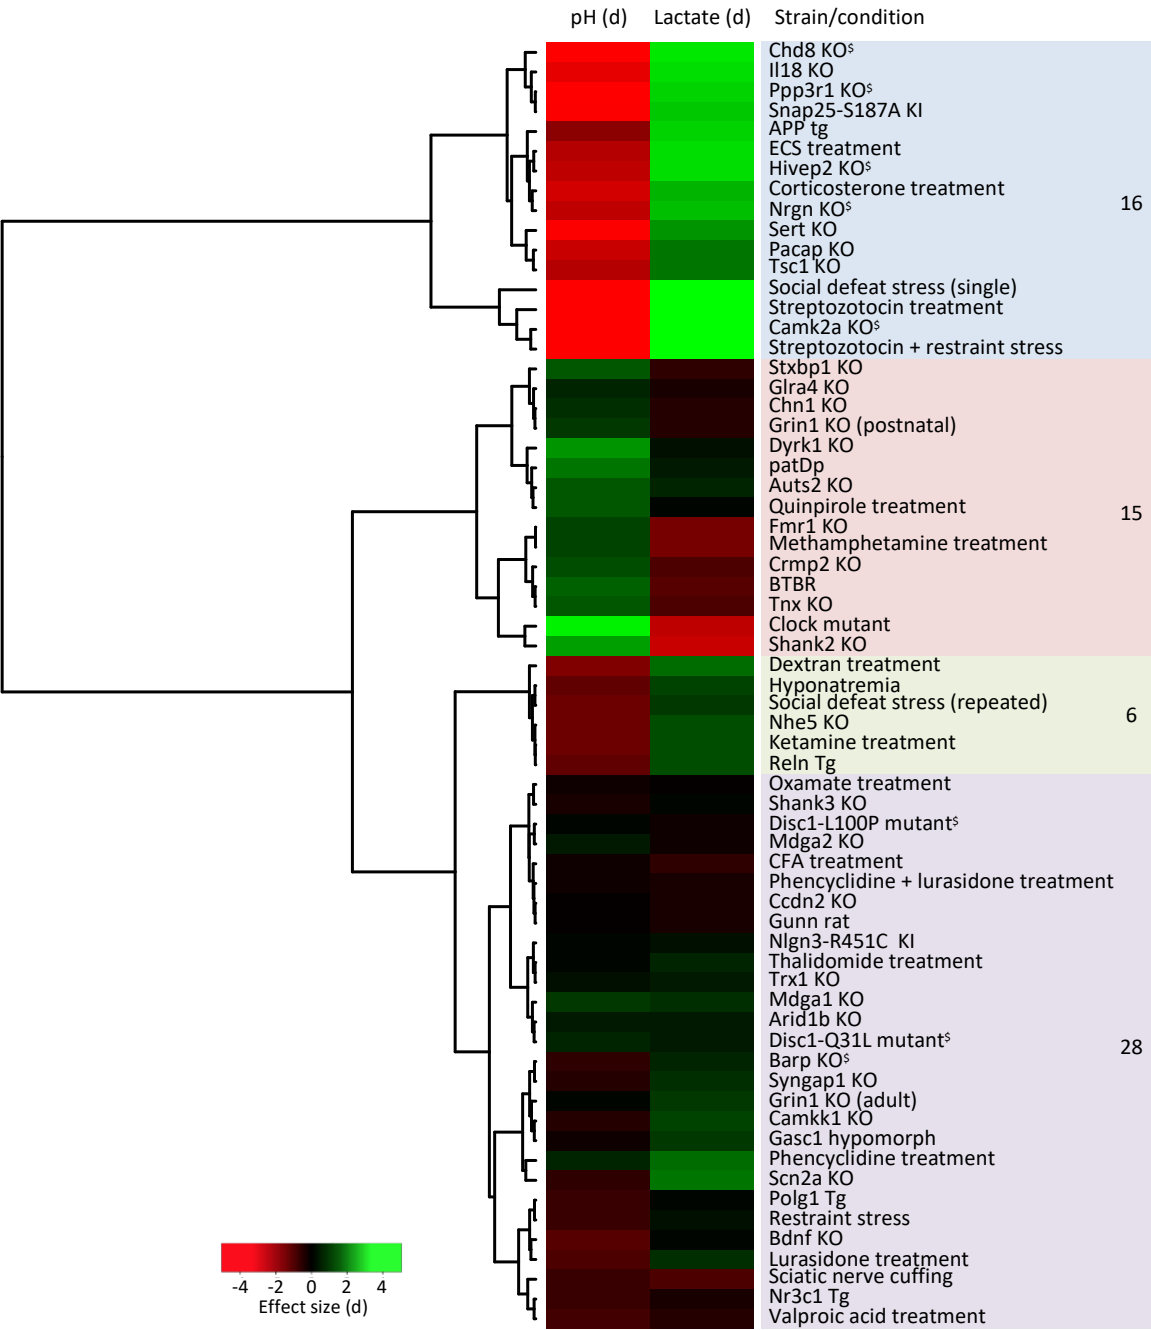 pH (d) Lactate (d) Strain/condition
Chd8 KO$
Il18 KO
Ppp3r1 KO$
Snap25-S187A KI
APP tg
ECS treatment
Hivep2 KO$
Corticosterone treatment
Nrgn KO$
16
Sert KO
Pacap KO
Tsc1 KO
Social defeat stress (single)
Streptozotocin treatment
Camk2a KO$
Streptozotocin + restraint stress
Stxbp1 KO
Glra4 KO
Chn1 KO
Grin1 KO (postnatal)
Dyrk1 KO
patDp
Auts2 KO
Quinpirole treatment
15
Fmr1 KO
Methamphetamine treatment
Crmp2 KO
BTBR
Tnx KO
Clock mutant
Shank2 KO
Dextran treatment
Hyponatremia
Social defeat stress (repeated)
6
Nhe5 KO
Ketamine treatment
Reln Tg
Oxamate treatment
Shank3 KO
Disc1-L100P mutant$
Mdga2 KO
CFA treatment
Phencyclidine + lurasidone treatment
Ccdn2 KO
Gunn rat
Nlgn3-R451C  KI
Thalidomide treatment
Trx1 KO
Mdga1 KO
Arid1b KO
Disc1-Q31L mutant$
28
Barp KO$
Syngap1 KO
Grin1 KO (adult)
Camkk1 KO
Gasc1 hypomorph
Phencyclidine treatment
Scn2a KO
Polg1 Tg
Restraint stress
Bdnf KO
Lurasidone treatment
Sciatic nerve cuffing
Nr3c1 Tg
Valproic acid treatment
-4 -2 0 2 4
Effect size (d)